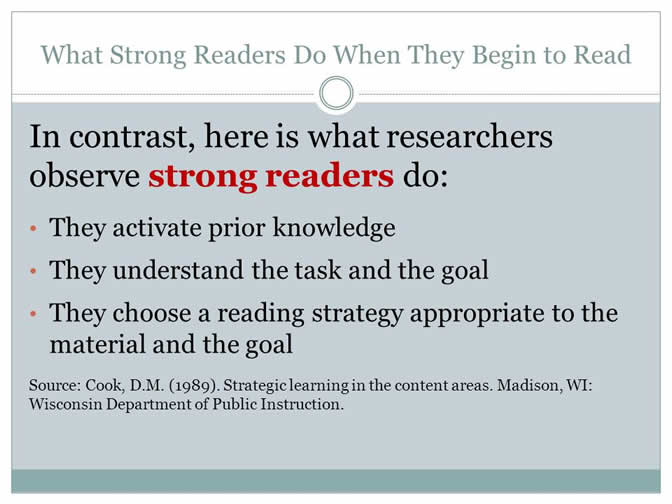 What Strong Readers Do When They Begin to Read
In contrast, here is what researchers
observe strong readers do:
• They activate prior knowledge
• They understand the task and the goal
• They choose a reading strategy appropriate to the
material and the goal
Source: Cook, D.M. (1989). Strategic learning in the content areas. Madison, WI:
Wisconsin Department of Public Instruction.